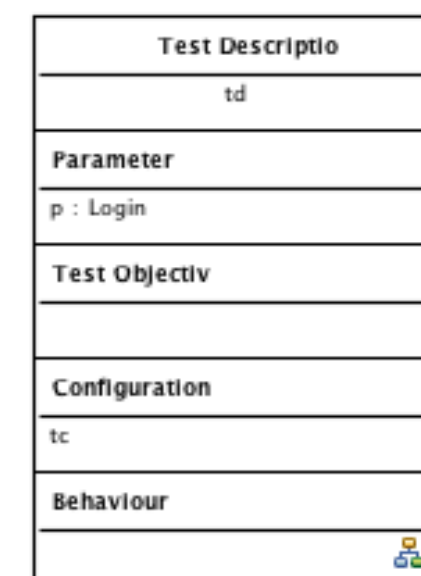 Test Descriptio
td
Parameter
p : Login
Test Objectiv
Configuration
tc
Behaviour